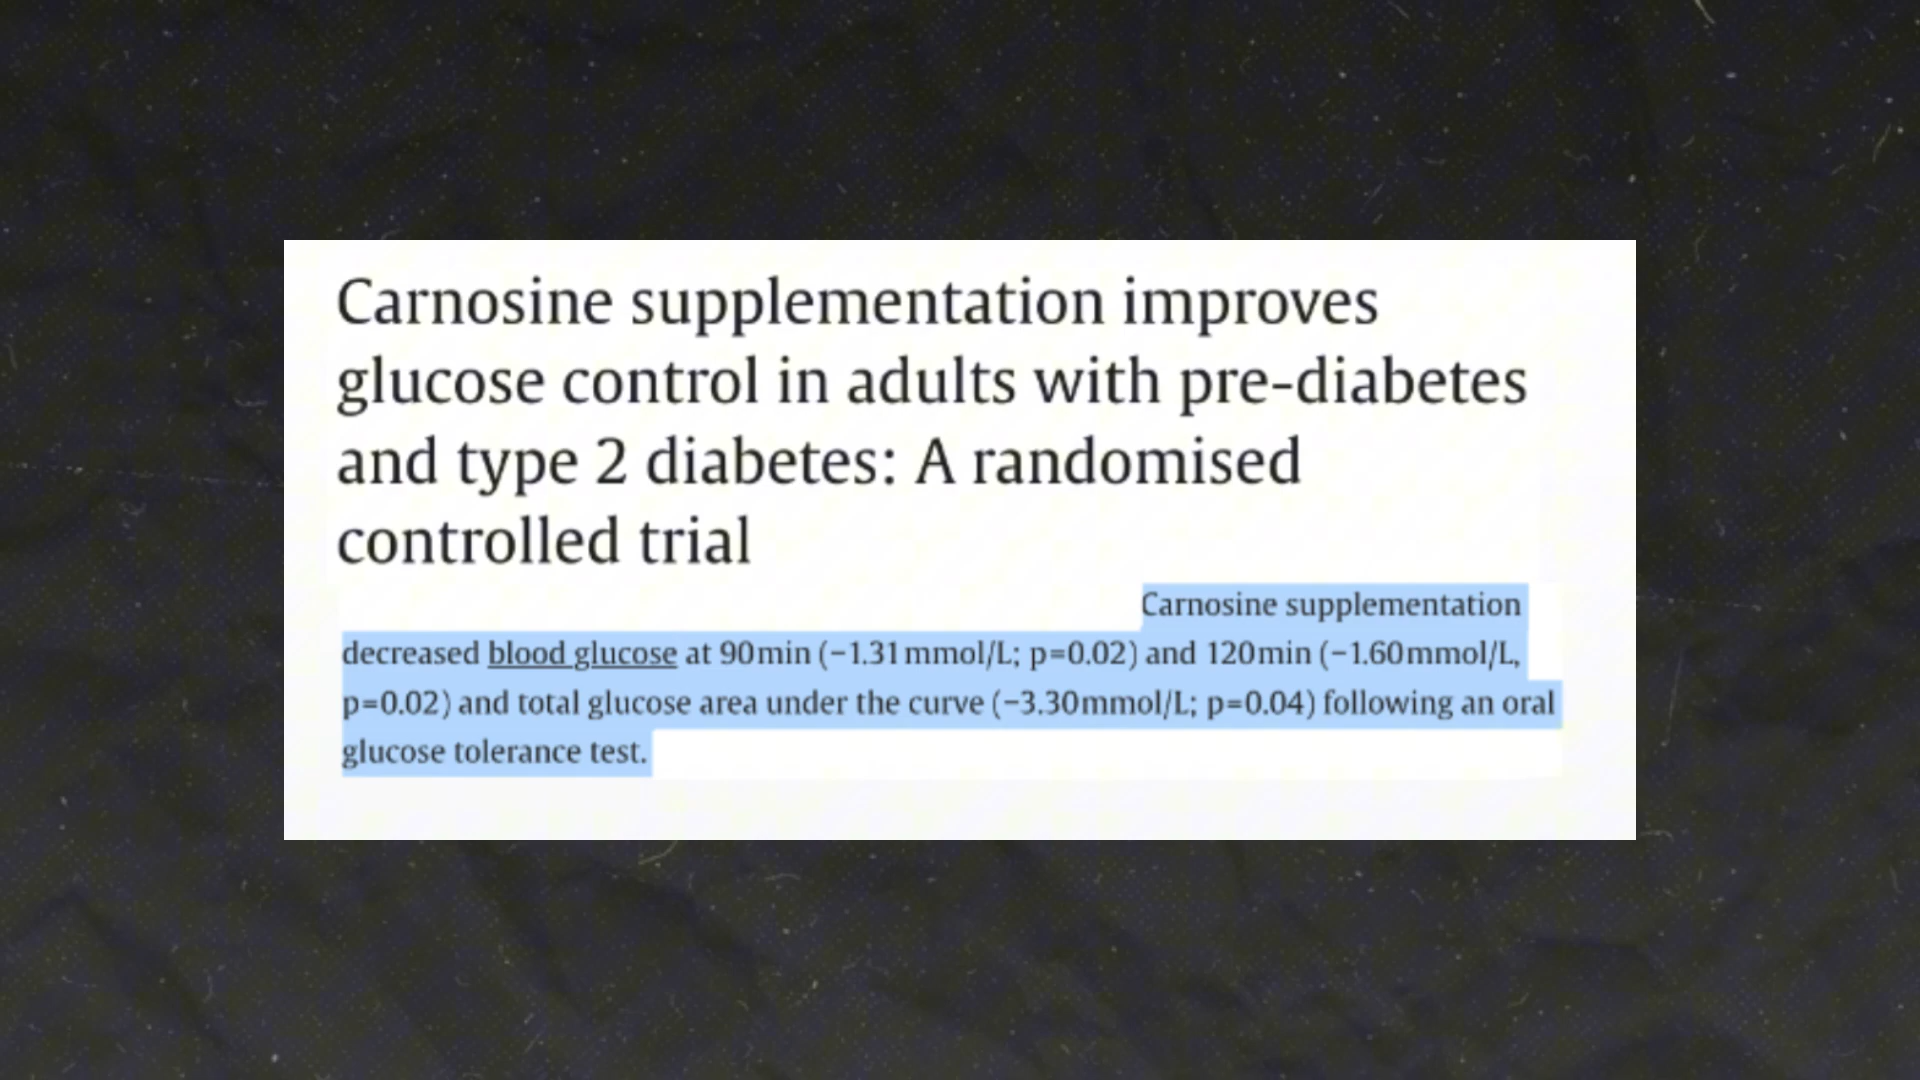 Carnosine supplementation improves
glucose control in adults with pre-diabetes
and type 2 diabetes: A randomised
controlled trial
Carnosine supplementation
decreased blood glucose at 90min (−1.31mmol/L; p=0.02) and 120min (−1.60mmol/L,
p=0.02) and total glucose area under the curve (−3.30mmol/L; p=0.04) following an oral
glucose tolerance test.